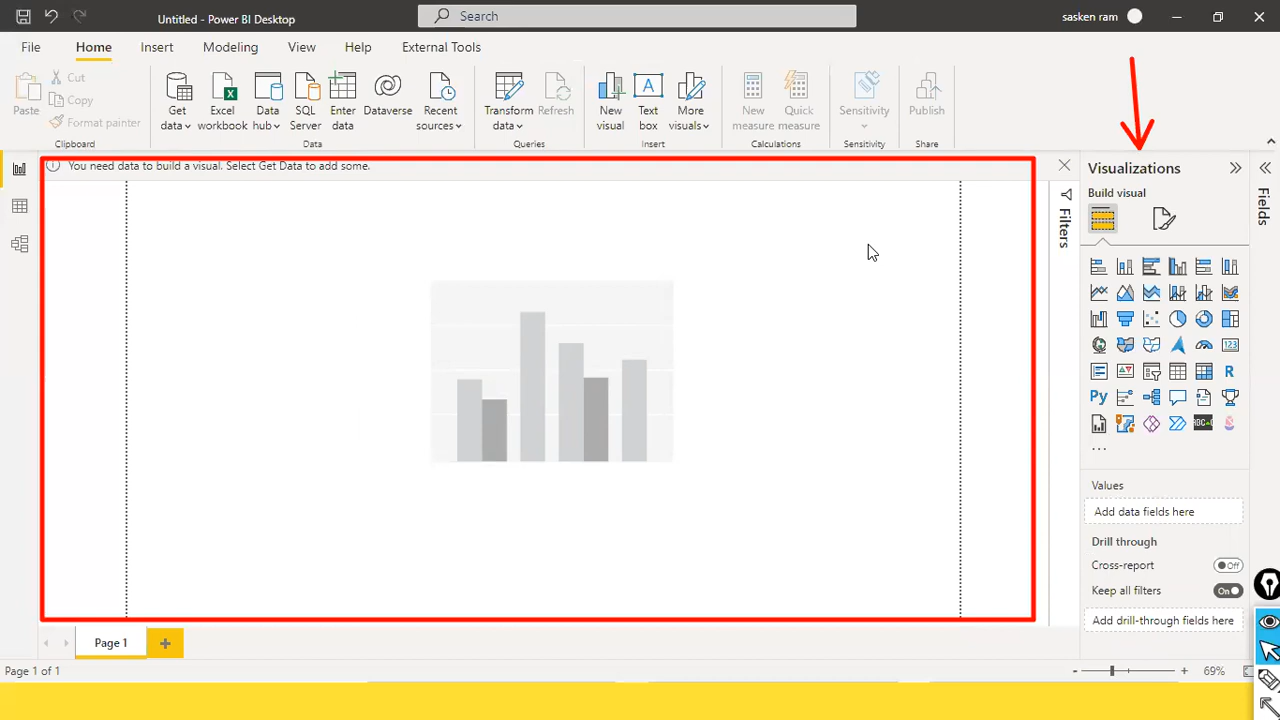 Untitled - Power BI Desktop
Search
sasken ram
File Home Insert Modeling View Help External Tools
Paste
Cut
Copy
Format painter
Clipboard
Get data
Excel workbook
Data hub
SQL Server
Enter data
Dataverse
Recent sources
Data
Transform data
Refresh
Queries
New visual
Text box
More visuals
Insert
New measure
Quick measure
Calculations
Sensitivity
Sensitivity
Publish
Share
You need data to build a visual. Select Get Data to add some.
Filters
Visualizations
Build visual
Fields
123
R
Py
Values
Add data fields here
Drill through
Cross-report Off
Keep all filters On
Add drill-through fields here
Page 1
Page 1 of 1
69%